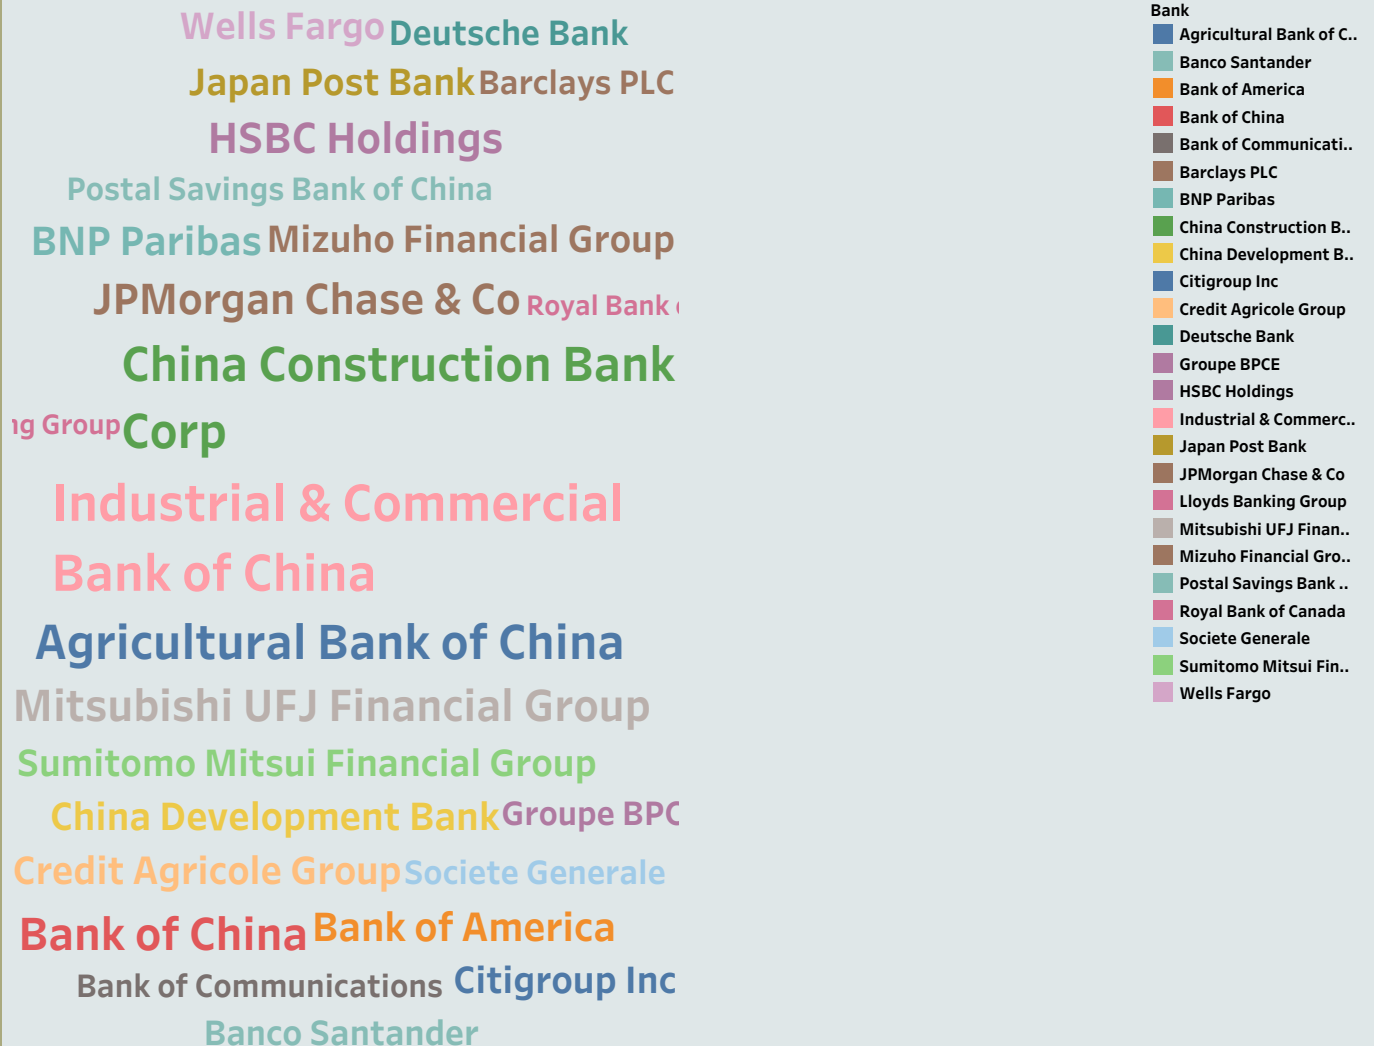 Wells Fargo Deutsche Bank
Japan Post Bank Barclays PLC
HSBC Holdings
Postal Savings Bank of China
BNP Paribas Mizuho Financial Group
JPMorgan Chase & Co Royal Bank
China Construction Bank
ng Group Corp
Industrial & Commercial
Bank of China
Agricultural Bank of China
Mitsubishi UFJ Financial Group
Sumitomo Mitsui Financial Group
China Development Bank Groupe BPC
Credit Agricole Group Societe Generale
Bank of China Bank of America
Bank of Communications Citigroup Inc
Banco Santander
Bank
Agricultural Bank of C..
Banco Santander
Bank of America
Bank of China
Bank of Communicati..
Barclays PLC
BNP Paribas
China Construction B..
China Development B..
Citigroup Inc
Credit Agricole Group
Deutsche Bank
Groupe BPCE
HSBC Holdings
Industrial & Commerc..
Japan Post Bank
JPMorgan Chase & Co
Lloyds Banking Group
Mitsubishi UFJ Finan..
Mizuho Financial Gro..
Postal Savings Bank ..
Royal Bank of Canada
Societe Generale
Sumitomo Mitsui Fin..
Wells Fargo